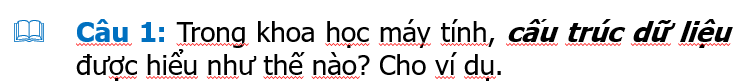 Câu 1: Trong khoa học máy tính, cấu trúc dữ liệu
được hiểu như thế nào? Cho ví dụ.